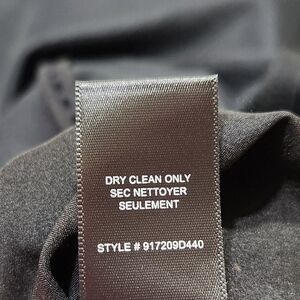 DRY CLEAN ONLY
SEC NETTOYER
SEULEMENT
STYLE # 917209D440